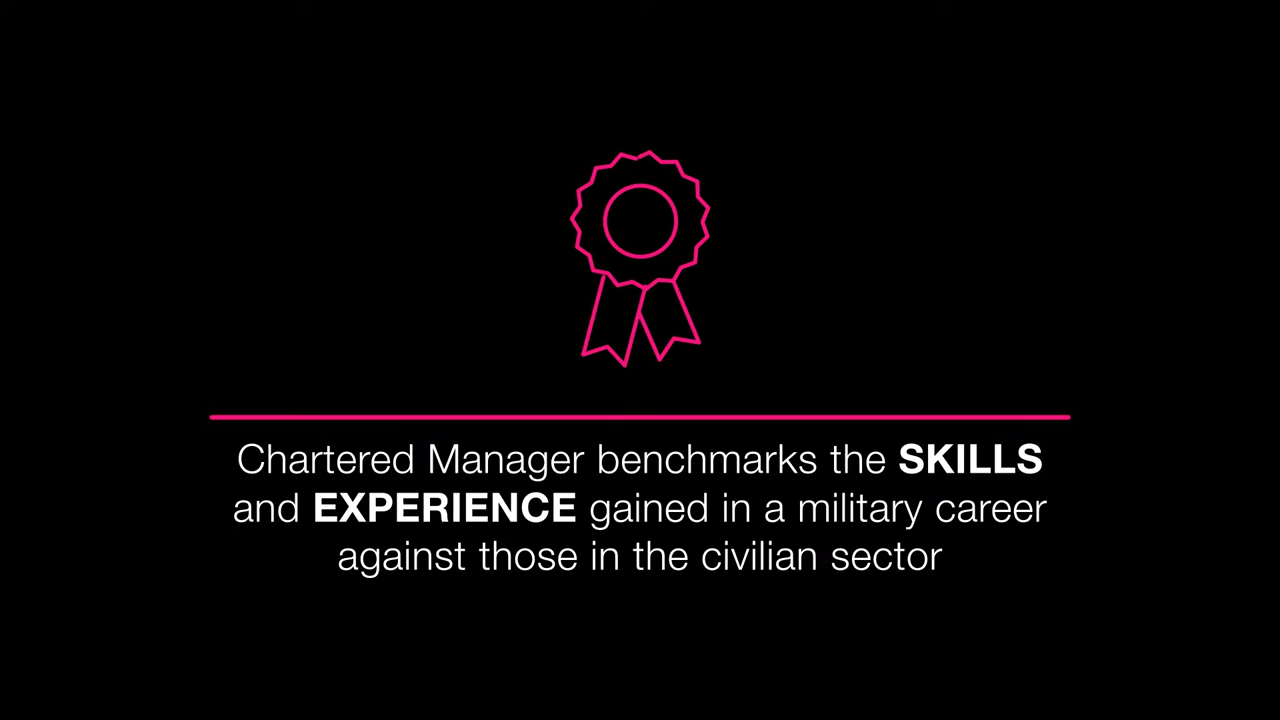 Chartered Manager benchmarks the SKILLS
and EXPERIENCE gained in a military career
against those in the civilian sector